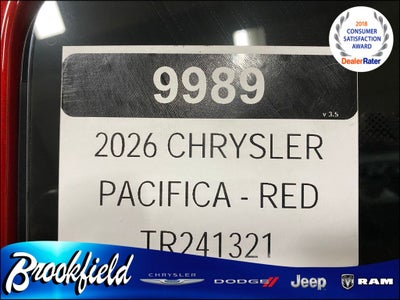 2018
CONSUMER
SATISFACTION
AWARD
DealerRater
9989
v 3.5
2026 CHRYSLER
PACIFICA - RED
TR241321
Brookfield
CHRYSLER DODGE Jeep RAM